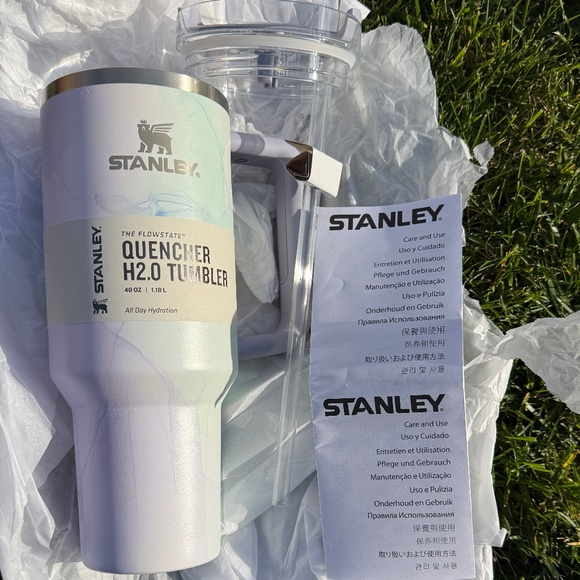 STANLEY®
STANLEY®
THE FLOWSTATE™
QUENCHER
H2.0 TUMBLER
40 OZ | 1.18 L
All Day Hydration
STANLEY®
Care and Use
Uso y Cuidado
Entretien et Utilisation
Pflege und Gebrauch
Manutenção e Utilização
Uso e Pulizia
Onderhoud en Gebruik
Правила Использования
保養與使用
保养和使用
取り扱いおよび使用方法
관리 및 사용
STANLEY®
Care and Use
Uso y Cuidado
Entretien et Utilisation
Pflege und Gebrauch
Manutenção e Utilização
Uso e Pulizia
Onderhoud en Gebruik
Правила Использования
保養與使用
保养和使用
取り扱いおよび使用方法
관리 및 사용